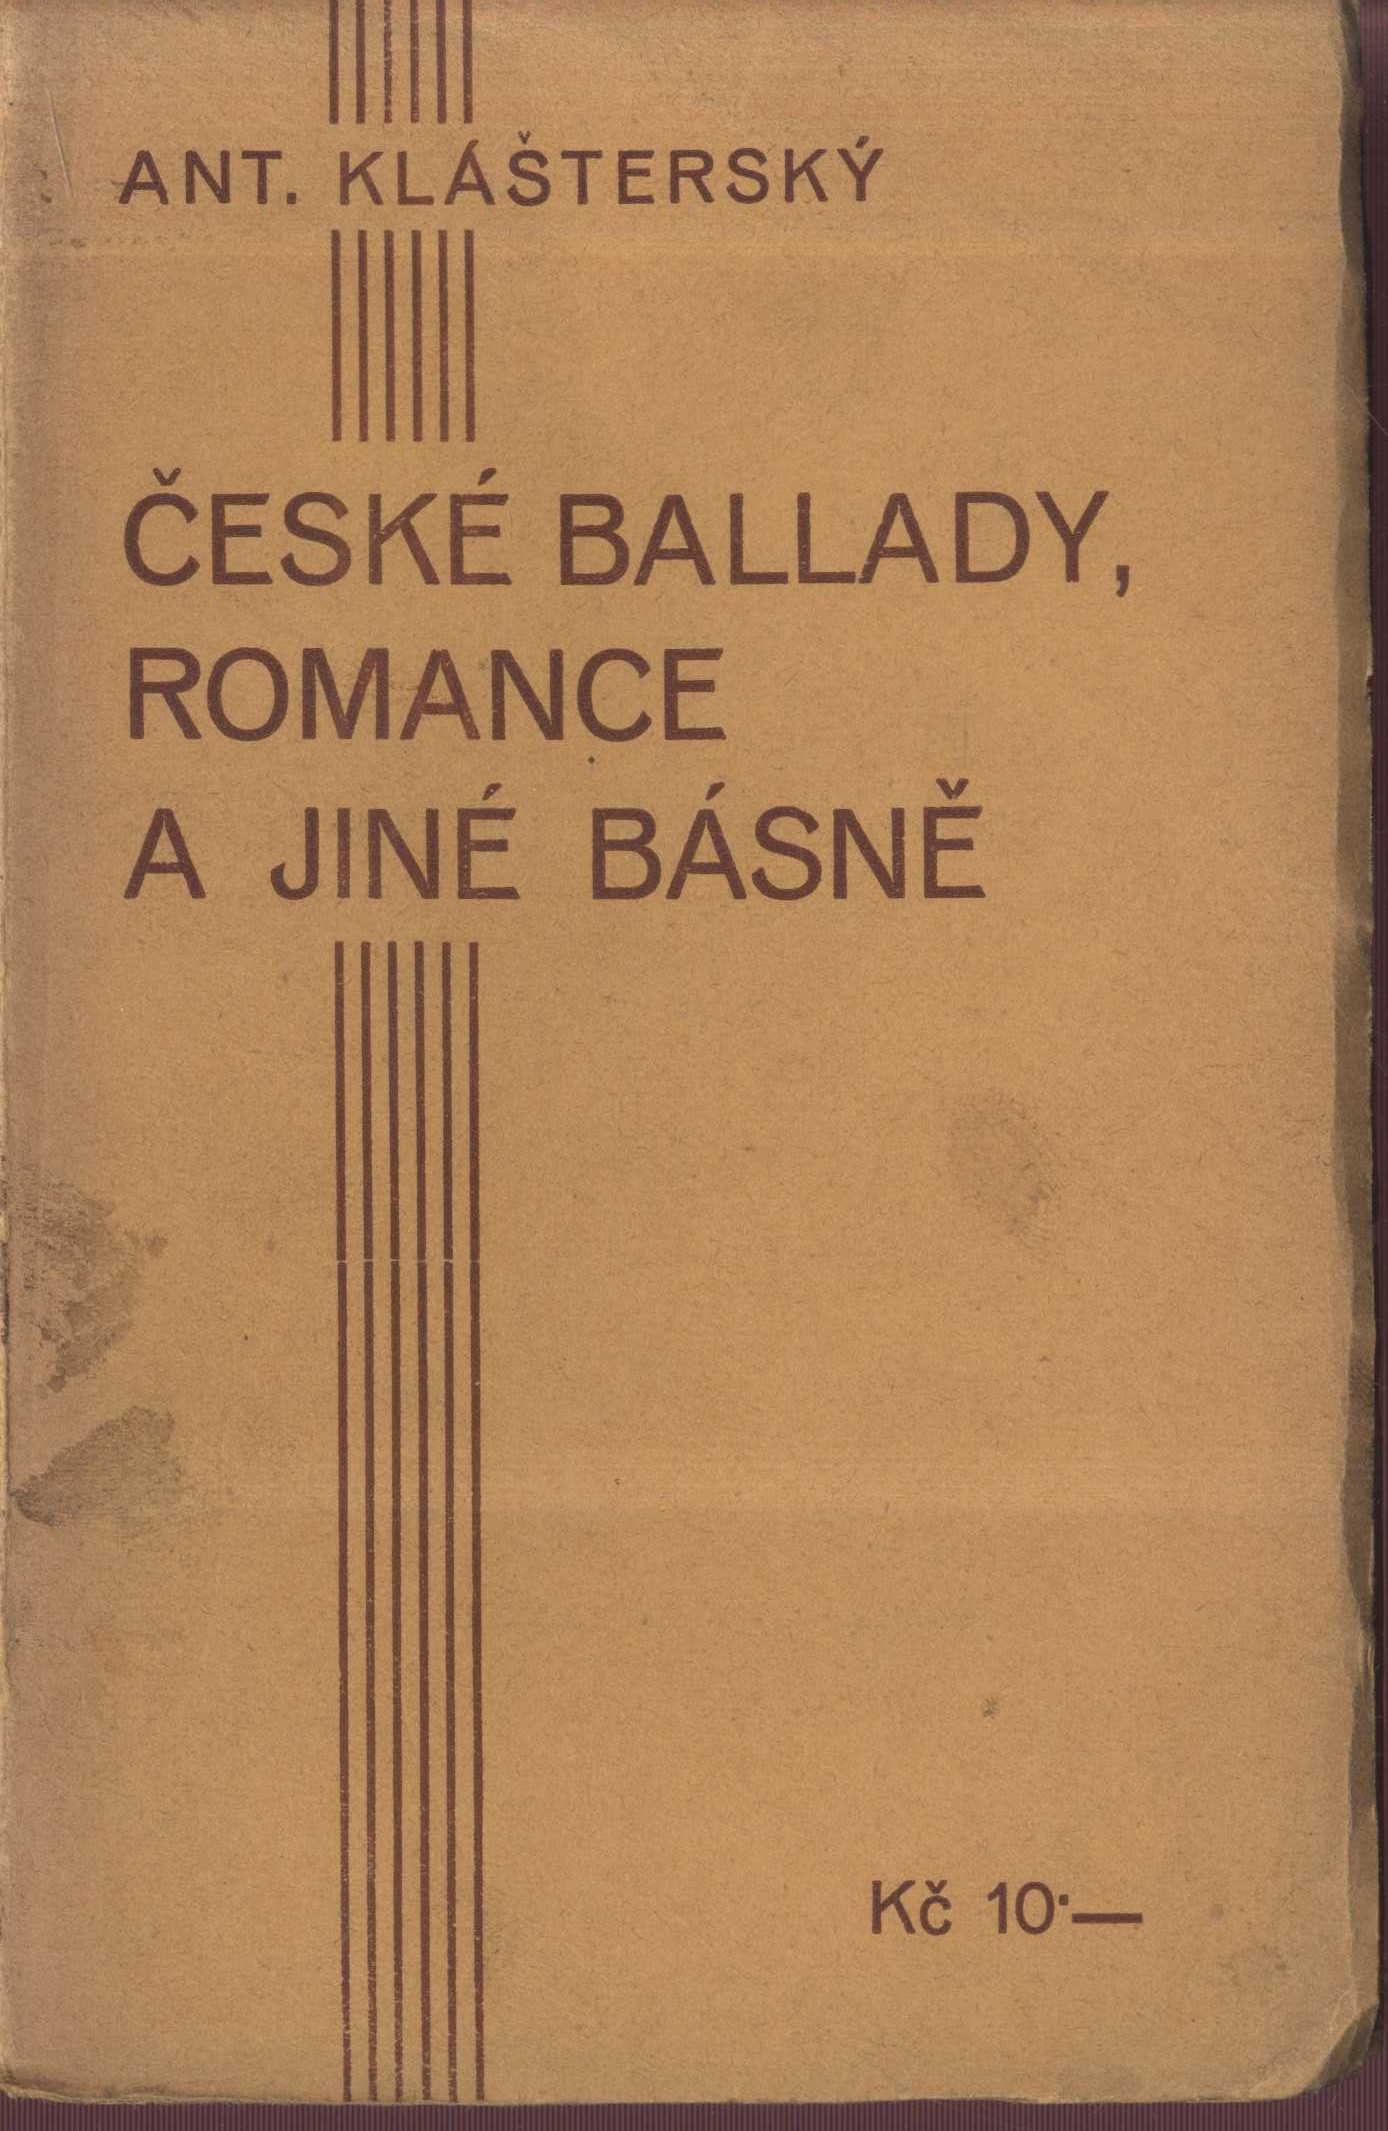 ANT. KLÁŠTERSKÝ
ČESKÉ BALLADY,
ROMANCE
A JINÉ BÁSNĚ
Kč 10·—